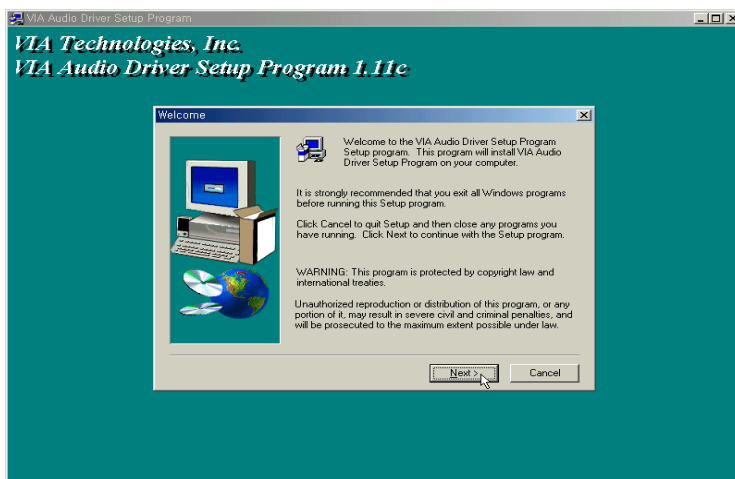 VIA Audio Driver Setup Program
VIA Technologies, Inc.
VIA Audio Driver Setup Program 1.11c
Welcome
Welcome to the VIA Audio Driver Setup Program
Setup program. This program will install VIA Audio
Driver Setup Program on your computer.
It is strongly recommended that you exit all Windows programs
before running this Setup program.
Click Cancel to quit Setup and then close any programs you
have running. Click Next to continue with the Setup program.
WARNING: This program is protected by copyright law and
international treaties.
Unauthorized reproduction or distribution of this program, or any
portion of it, may result in severe civil and criminal penalties, and
will be prosecuted to the maximum extent possible under law.
Next >
Cancel